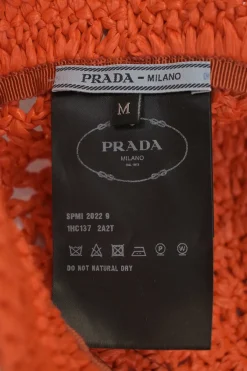 PRADA - MILANO
M
PRADA
MILANO
SPMI 2022 9
1HC137 2A2T
DO NOT NATURAL DRY